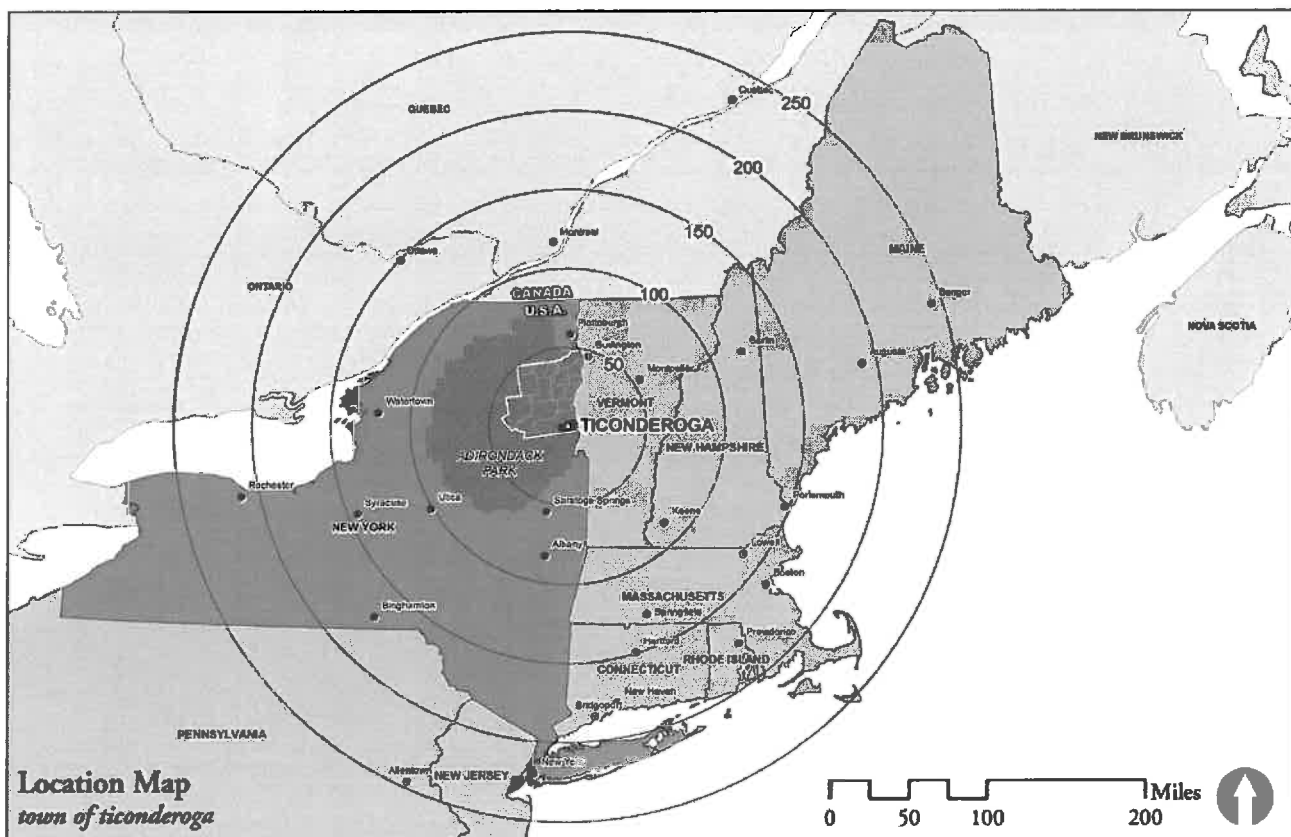 Quebec
250
QUEBEC
NEW BRUNSWICK
200
150
Montreal
Ottawa
MAINE
ONTARIO
CANADA
100
Bangor
U.S.A.
NOVA SCOTIA
Plattsburgh
Burlington
Berlin
Augusta
50
Montpelier
Watertown
VERMONT
TICONDEROGA
NEW HAMPSHIRE
ADIRONDACK
PARK
Rochester
Portsmouth
Syracuse
Utica
Saratoga Springs
Keene
NEW YORK
Albany
Lowell
Boston
MASSACHUSETTS
Binghamton
Providence
Hartford
RHODE ISLAND
CONNECTICUT
New Haven
Bridgeport
PENNSYLVANIA
NEW JERSEY
Allentown
Location Map
town of ticonderoga
Miles
0 50 100 200